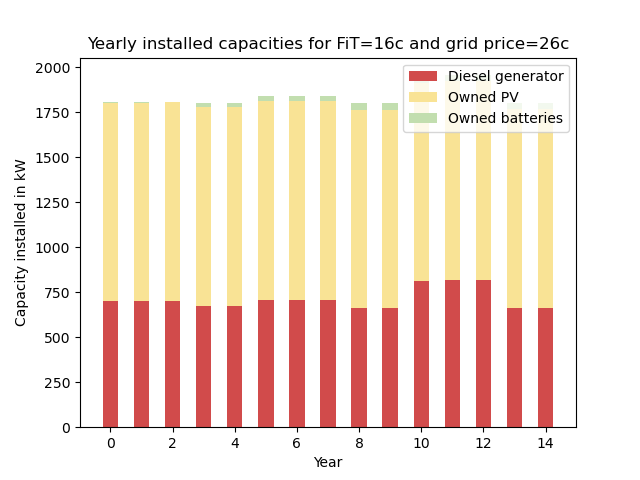 Yearly installed capacities for FiT=16c and grid price=26c
Diesel generator
Owned PV
Owned batteries
Capacity installed in kW
2000
1750
1500
1250
1000
750
500
250
0
0 2 4 6 8 10 12 14
Year